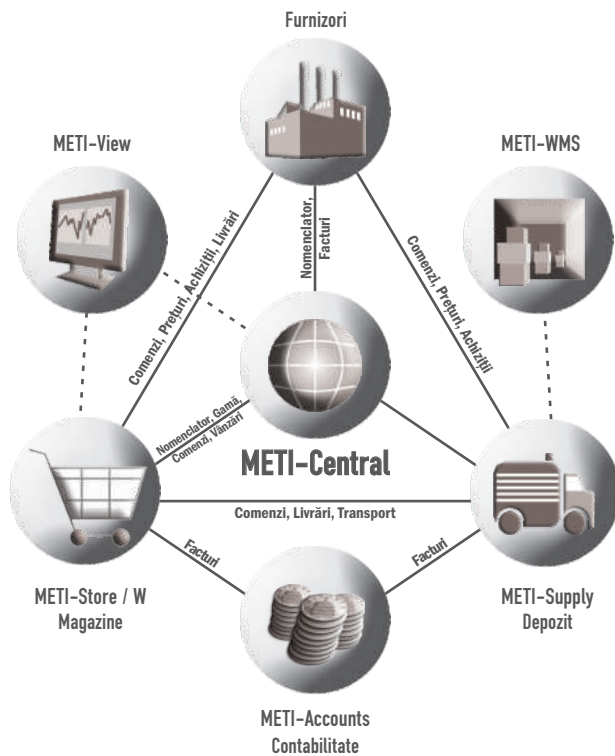 Furnizori
METI-View
METI-WMS
Comenzi, Prețuri, Achiziții, Livrări
Nomenclator,
Facturi
Comenzi, Prețuri, Achiziții
Nomenclator, Gamă,
Comenzi, Vânzări
METI-Central
Comenzi, Livrări, Transport
Facturi
Facturi
METI-Store / W
Magazine
METI-Supply
Depozit
METI-Accounts
Contabilitate